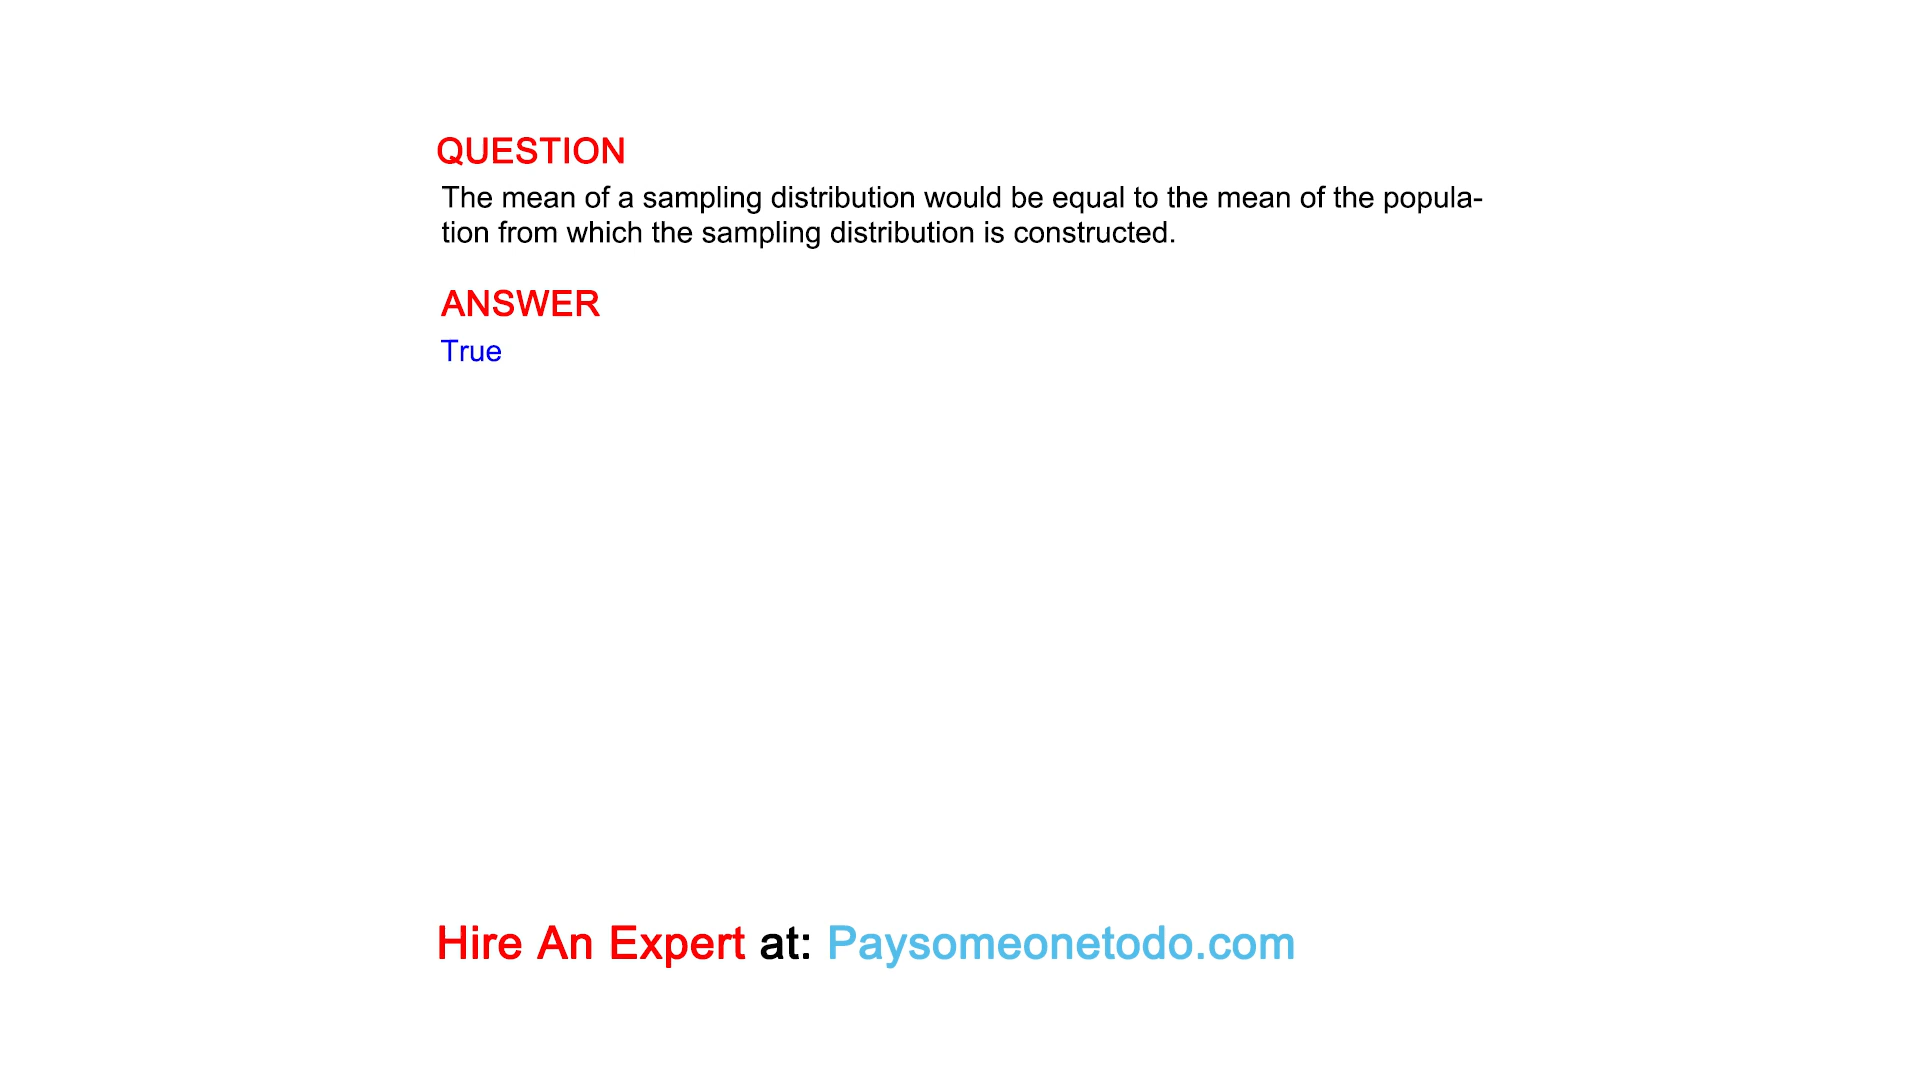 QUESTION
The mean of a sampling distribution would be equal to the mean of the popula-
tion from which the sampling distribution is constructed.
ANSWER
True
Hire An Expert at: Paysomeonetodo.com